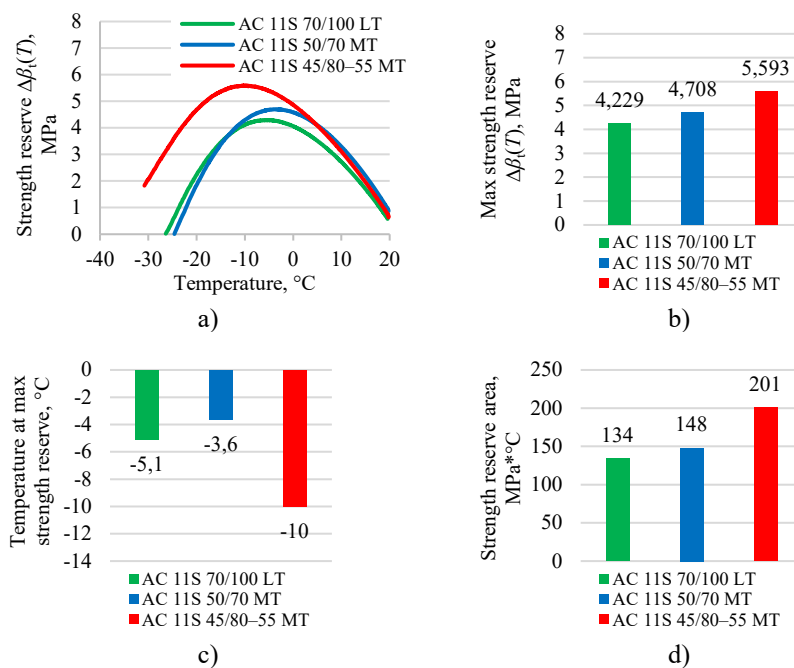 AC 11S 70/100 LT
AC 11S 50/70 MT
AC 11S 45/80–55 MT
Strength reserve Δβt(T),
MPa
8
7
6
5
4
3
2
1
0
-40 -30 -20 -10 0 10 20
Temperature, °C
a)
Max strength reserve
Δβt(T), MPa
8
7
6
5
4
3
2
1
0
4,229
4,708
5,593
AC 11S 70/100 LT
AC 11S 50/70 MT
AC 11S 45/80–55 MT
b)
Temperature at max
strength reserve, °C
0
-2
-4
-6
-8
-10
-12
-14
-5,1
-3,6
-10
AC 11S 70/100 LT
AC 11S 50/70 MT
AC 11S 45/80–55 MT
c)
Strength reserve area,
MPa*°C
250
200
150
100
50
0
134
148
201
AC 11S 70/100 LT
AC 11S 50/70 MT
AC 11S 45/80–55 MT
d)